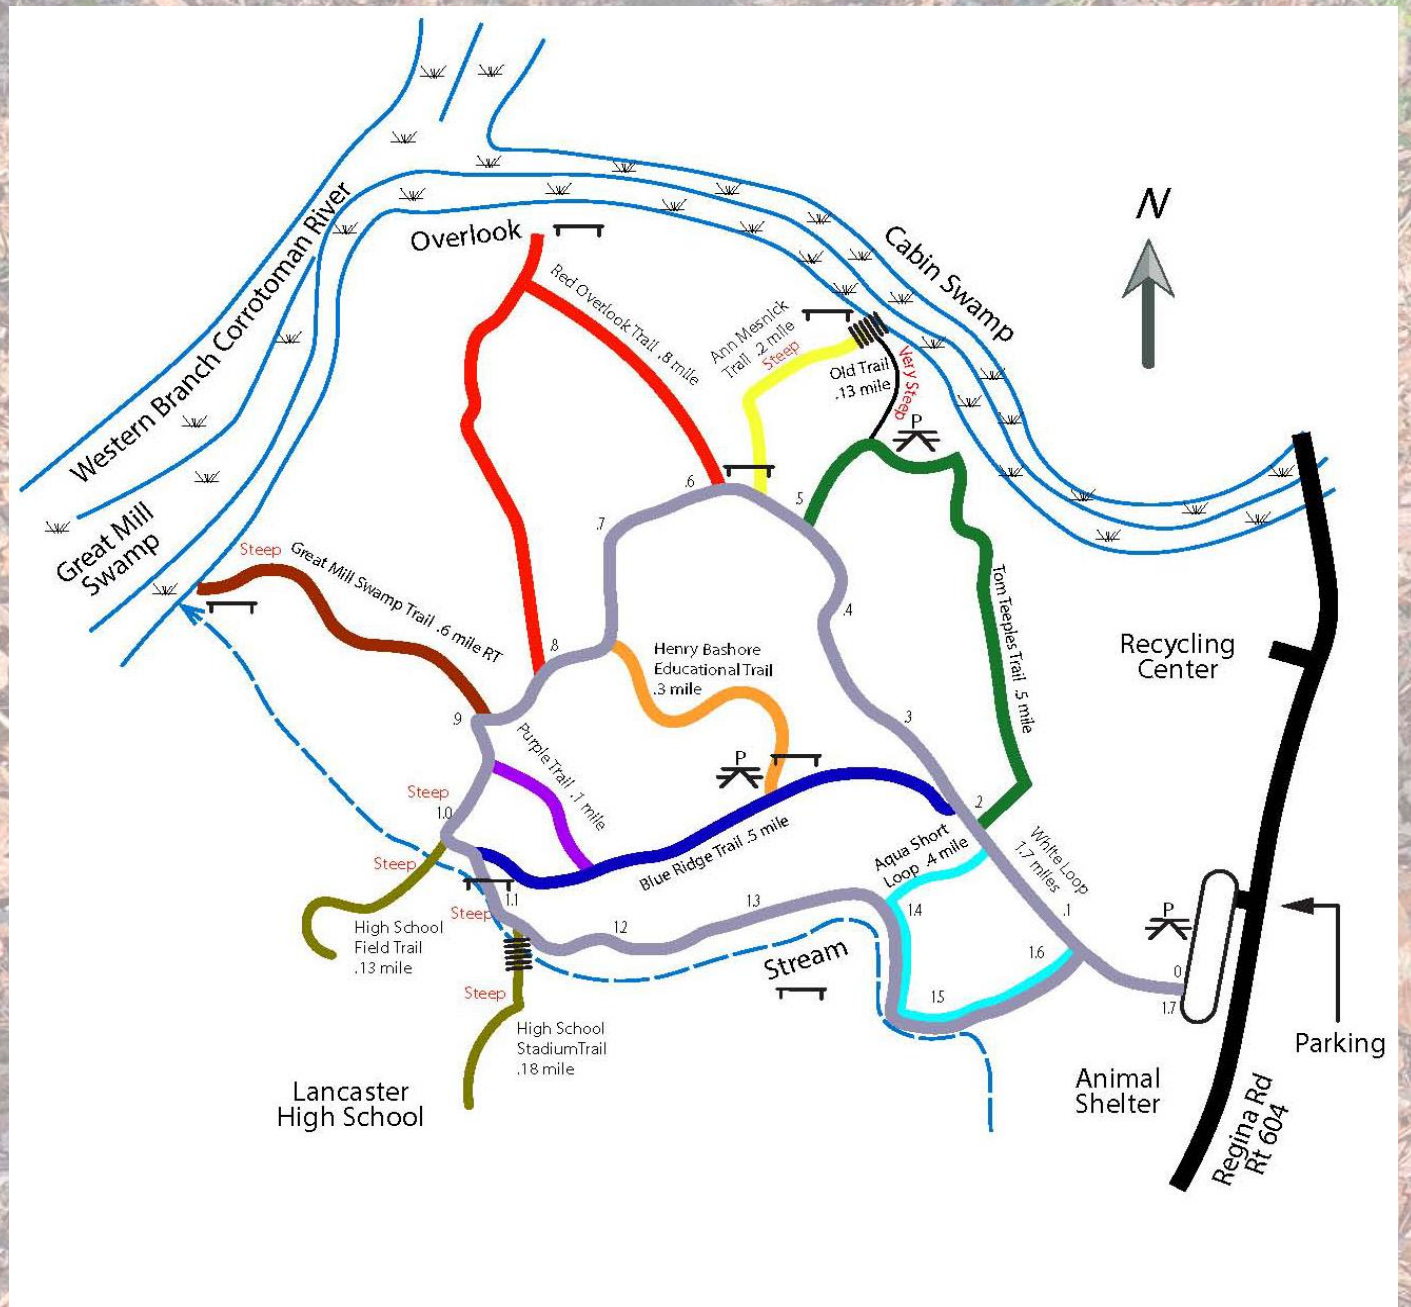 N
Overlook
Cabin Swamp
Western Branch Corrotoman River
Red Overlook Trail .8 mile
Ann Mesnick
Trail .2 mile
Steep
Old Trail
.13 mile
Very Steep
P
.6
.5
.7
Great Mill
Swamp
Steep
Great Mill Swamp Trail .6 mile RT
.4
Tom Teeples Trail .5 mile
Recycling
Center
Henry Bashore
Educational Trail
.3 mile
.8
.9
.3
Purple Trail .1 mile
P
Steep
1.0
.2
Blue Ridge Trail .5 mile
Aqua Short
Loop .4 mile
White Loop
1.7 miles
Steep
1.1
1.2
1.3
1.4
.1
P
Steep
High School
Field Trail
.13 mile
Stream
1.5
1.6
0
1.7
Steep
High School
StadiumTrail
.18 mile
Parking
Lancaster
High School
Animal
Shelter
Regina Rd
Rt 604